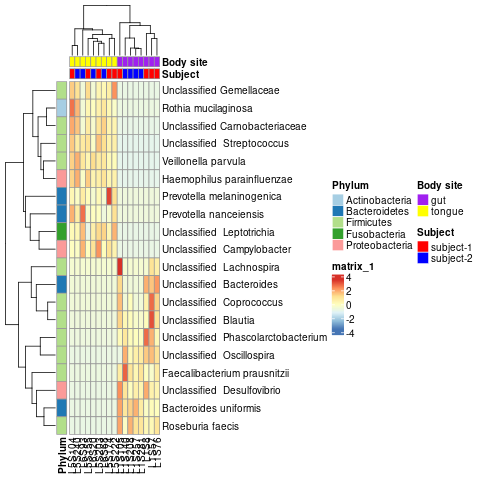 Body site
Subject
Unclassified Gemellaceae
Rothia mucilaginosa
Unclassified Carnobacteriaceae
Unclassified Streptococcus
Veillonella parvula
Haemophilus parainfluenzae
Prevotella melaninogenica
Prevotella nanceiensis
Unclassified Leptotrichia
Unclassified Campylobacter
Unclassified Lachnospira
Unclassified Bacteroides
Unclassified Coprococcus
Unclassified Blautia
Unclassified Phascolarctobacterium
Unclassified Oscillospira
Faecalibacterium prausnitzii
Unclassified Desulfovibrio
Bacteroides uniformis
Roseburia faecis
Phylum
L1S76
Phylum
Actinobacteria
Bacteroidetes
Firmicutes
Fusobacteria
Proteobacteria
Body site
gut
tongue
Subject
subject-1
subject-2
matrix_1
4
2
0
-2
-4